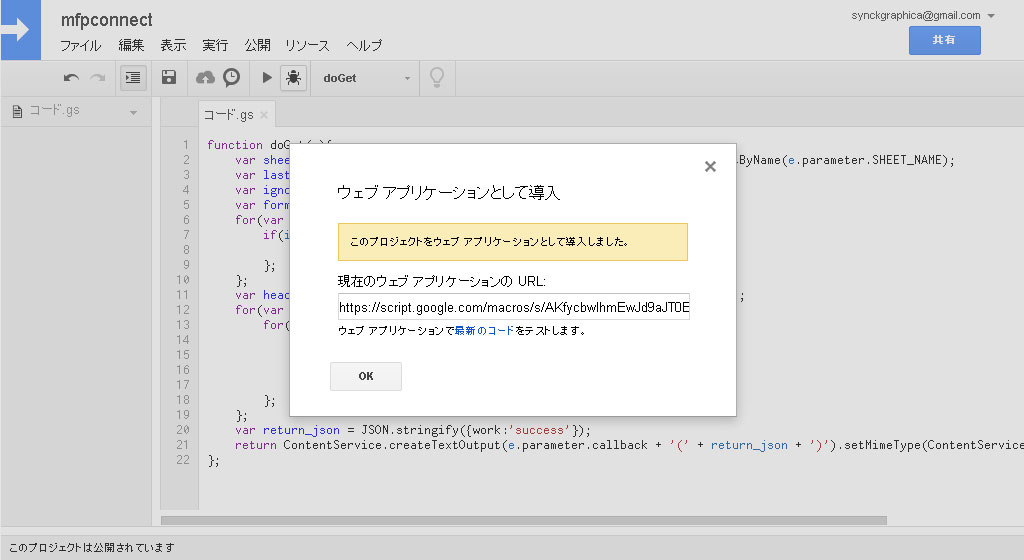 mfpconnect
synckgraphica@gmail.com
ファイル 編集 表示 実行 公開 リソース ヘルプ
共有
doGet
コード.gs
コード.gs
1 function doGet(e){
2 var shee
ByName(e.parameter.SHEET_NAME);
3 var last
4 var igno
5 var form
6 for(var
7 if(i
8 };
9
10 };
11 var head
;
12 for(var
13 for(
14
15
16
17
18 };
19 };
20 var return_json = JSON.stringify({work:'success'});
21 return ContentService.createTextOutput(e.parameter.callback + '(' + return_json + ')').setMimeType(ContentService
22 };
ウェブ アプリケーションとして導入
このプロジェクトをウェブ アプリケーションとして導入しました。
現在のウェブ アプリケーションの URL:
https://script.google.com/macros/s/AKfycbwlhmEwJd9aJT0E
ウェブ アプリケーションで最新のコードをテストします。
OK
このプロジェクトは公開されています